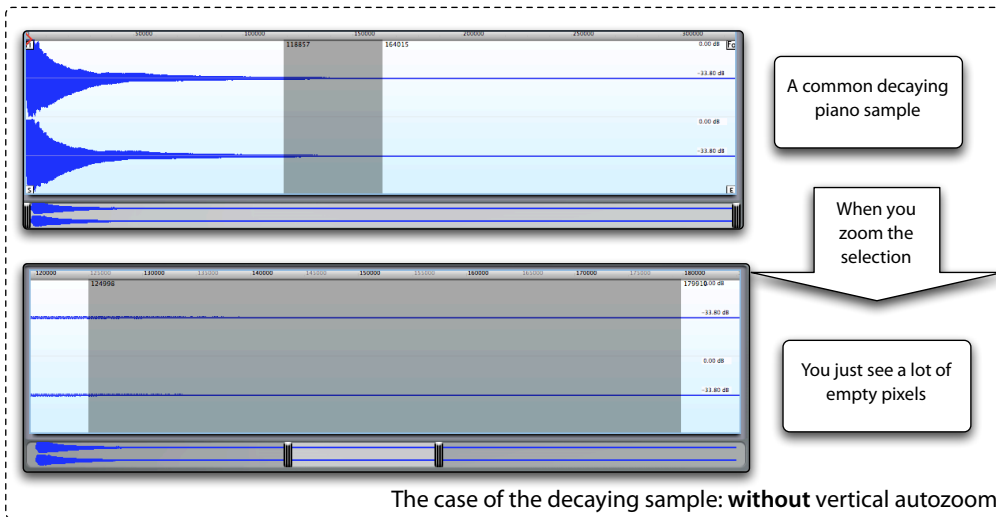 50000 100000 150000 200000 250000 300000
118857 164015 0.00 dB Fo
-33.80 dB
0.00 dB
-33.80 dB
S E
A common decaying
piano sample
When you
zoom the
selection
120000 125000 130000 135000 140000 145000 150000 155000 160000 165000 170000 175000 180000
124998 179910 0.00 dB
-33.80 dB
0.00 dB
-33.80 dB
You just see a lot of
empty pixels
The case of the decaying sample: without vertical autozoom